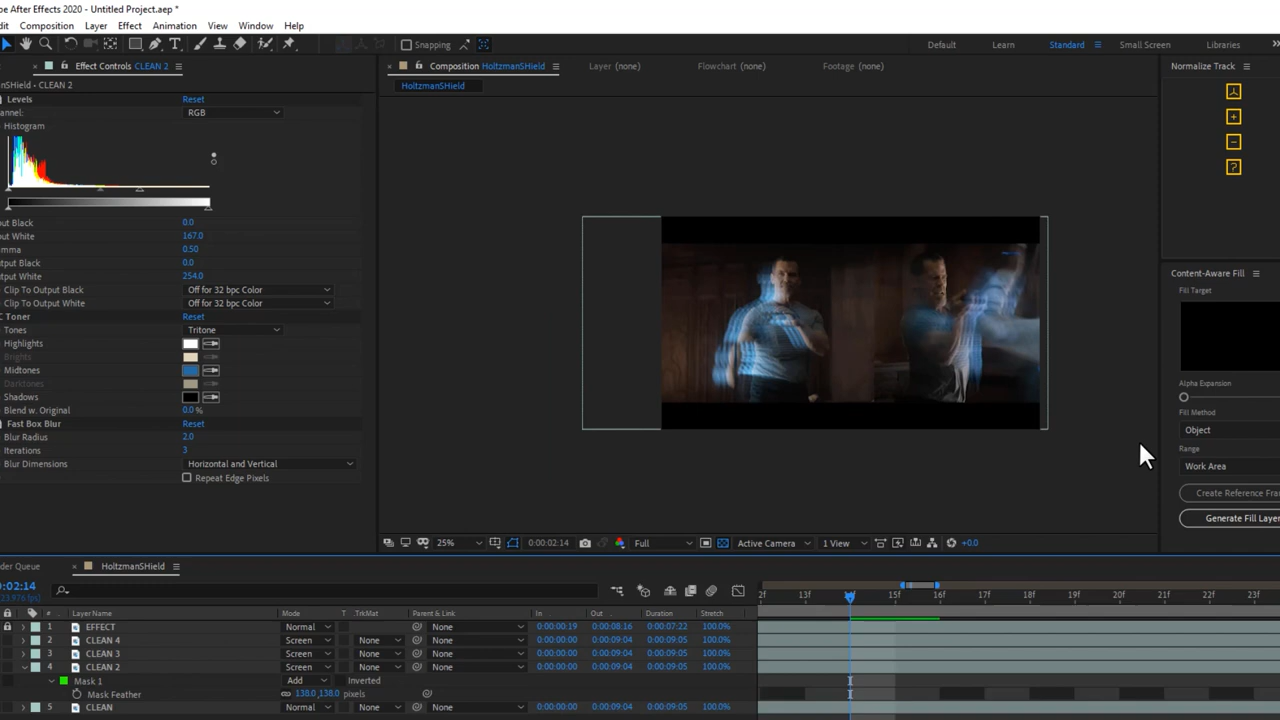 be After Effects 2020 - Untitled Project.aep *
dit Composition Layer Effect Animation View Window Help
Snapping Default Learn Standard Small Screen Libraries
Effect Controls CLEAN 2 Composition HoltzmanSHield Layer (none) Flowchart (none) Footage (none) Normalize Track
nSHield - CLEAN 2 HoltzmanSHield
Levels Reset
annel: RGB
Histogram
put Black 0.0
put White 167.0
mma 0.50
utput Black 0.0
utput White 254.0
Clip To Output Black Off for 32 bpc Color
Clip To Output White Off for 32 bpc Color
C Toner Reset
Tones Tritone
Highlights
Brights
Midtones
Darktones
Shadows
Blend w. Original 0.0 %
Fast Box Blur Reset
Blur Radius 2.0
Iterations 3
Blur Dimensions Horizontal and Vertical
Repeat Edge Pixels
Content-Aware Fill
Fill Target
Alpha Expansion
Fill Method
Object
Range
Work Area
Create Reference Fra
Generate Fill Laye
25% 0:00:02:14 Full Active Camera 1 View +0.0
der Queue HoltzmanSHield
0:02:14
23.976 fps)
2f 13f 14f 15f 16f 17f 18f 19f 20f 21f 22f 23f
# Layer Name Mode T .TrkMat Parent & Link In Out Duration Stretch
1 EFFECT Normal None 0:00:00:19 0:00:08:16 0:00:07:22 100.0%
2 CLEAN 4 Screen None None 0:00:00:00 0:00:09:04 0:00:09:05 100.0%
3 CLEAN 3 Screen None None 0:00:00:00 0:00:09:04 0:00:09:05 100.0%
4 CLEAN 2 Screen None None 0:00:00:00 0:00:09:04 0:00:09:05 100.0%
Mask 1 Add Inverted
Mask Feather 138.0,138.0 pixels
5 CLEAN Normal None None 0:00:00:00 0:00:09:04 0:00:09:05 100.0%